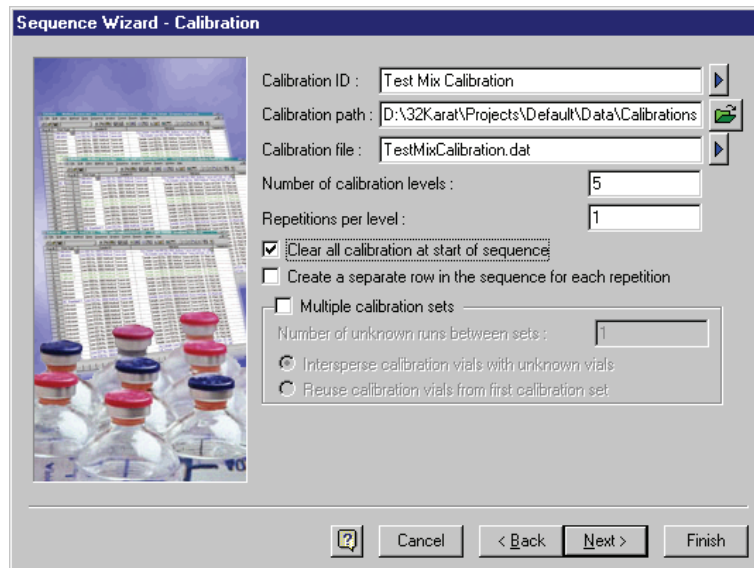 Sequence Wizard - Calibration
Calibration ID : Test Mix Calibration
Calibration path : D:\32Karat\Projects\Default\Data\Calibrations
Calibration file : TestMixCalibration.dat
Number of calibration levels : 5
Repetitions per level : 1
Clear all calibration at start of sequence
Create a separate row in the sequence for each repetition
Multiple calibration sets
Number of unknown runs between sets : 1
Intersperse calibration vials with unknown vials
Reuse calibration vials from first calibration set
? Cancel < Back Next > Finish